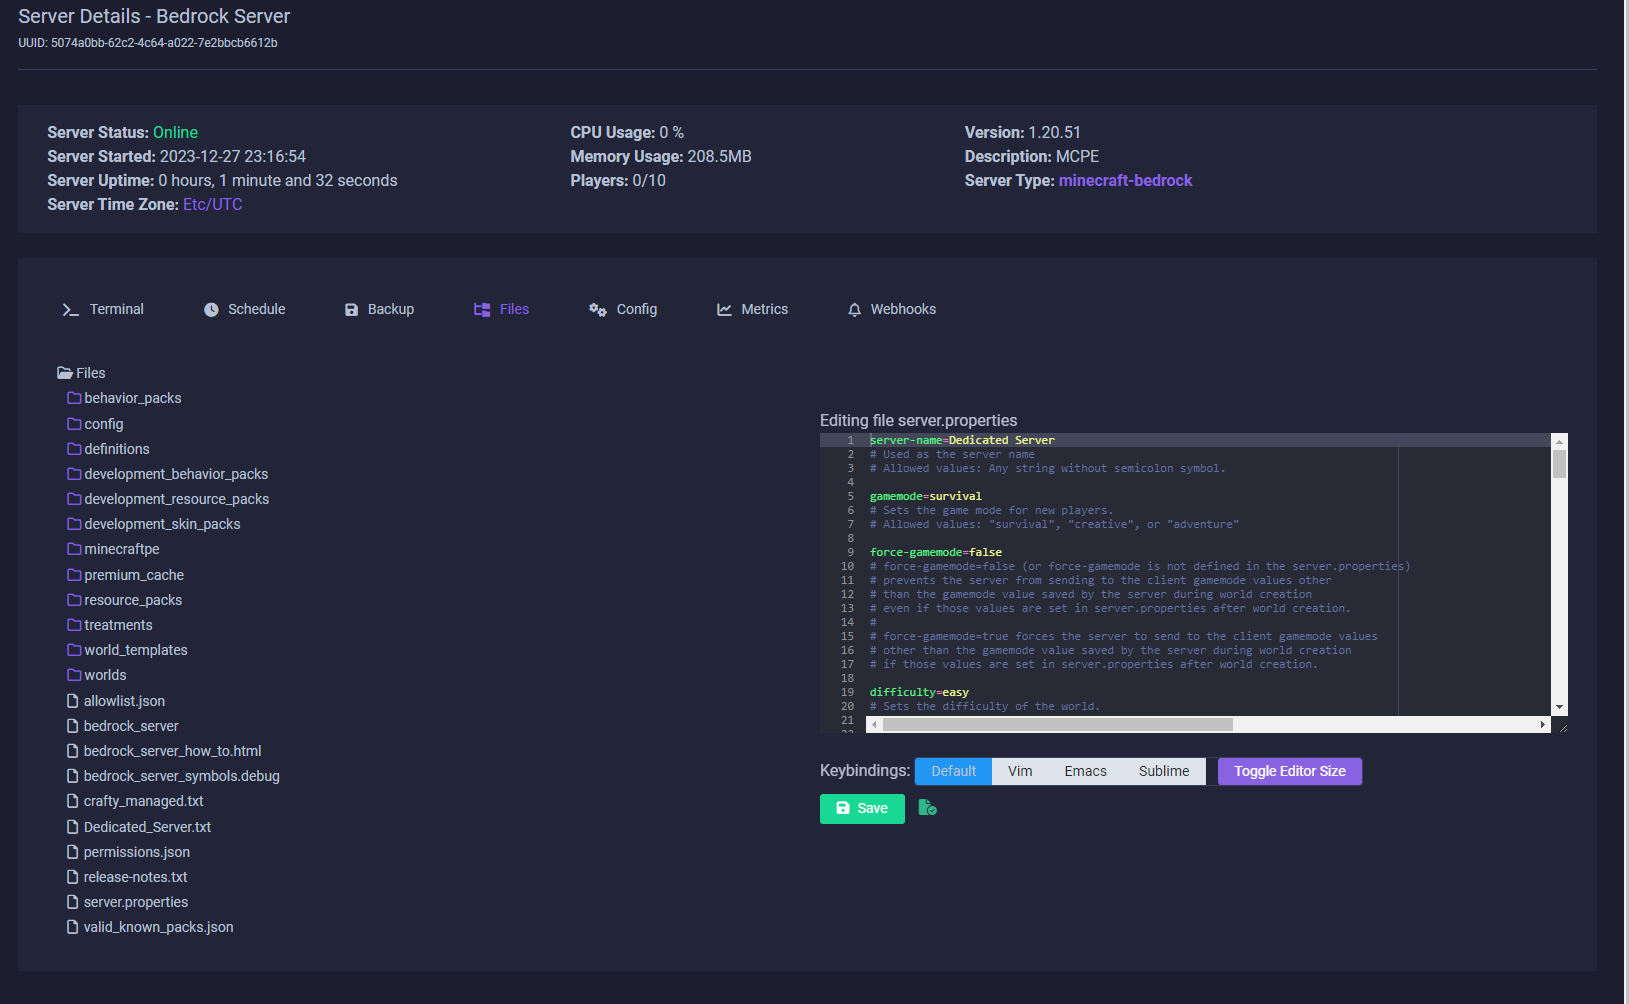 Server Details - Bedrock Server
UUID: 5074a0bb-62c2-4c64-a022-7e2bbcb6612b
Server Status: Online
Server Started: 2023-12-27 23:16:54
Server Uptime: 0 hours, 1 minute and 32 seconds
Server Time Zone: Etc/UTC
CPU Usage: 0 %
Memory Usage: 208.5MB
Players: 0/10
Version: 1.20.51
Description: MCPE
Server Type: minecraft-bedrock
Terminal Schedule Backup Files Config Metrics Webhooks
Files
behavior_packs
config
definitions
development_behavior_packs
development_resource_packs
development_skin_packs
minecraftpe
premium_cache
resource_packs
treatments
world_templates
worlds
allowlist.json
bedrock_server
bedrock_server_how_to.html
bedrock_server_symbols.debug
crafty_managed.txt
Dedicated_Server.txt
permissions.json
release-notes.txt
server.properties
valid_known_packs.json
Editing file server.properties
1 server-name=Dedicated Server
2 # Used as the server name
3 # Allowed values: Any string without semicolon symbol.
4
5 gamemode=survival
6 # Sets the game mode for new players.
7 # Allowed values: "survival", "creative", or "adventure"
8
9 force-gamemode=false
10 # force-gamemode=false (or force-gamemode is not defined in the server.properties)
11 # prevents the server from sending to the client gamemode values other
12 # than the gamemode value saved by the server during world creation
13 # even if those values are set in server.properties after world creation.
14 #
15 # force-gamemode=true forces the server to send to the client gamemode values
16 # other than the gamemode value saved by the server during world creation
17 # if those values are set in server.properties after world creation.
18
19 difficulty=easy
20 # Sets the difficulty of the world.
21
Keybindings: Default Vim Emacs Sublime Toggle Editor Size
Save